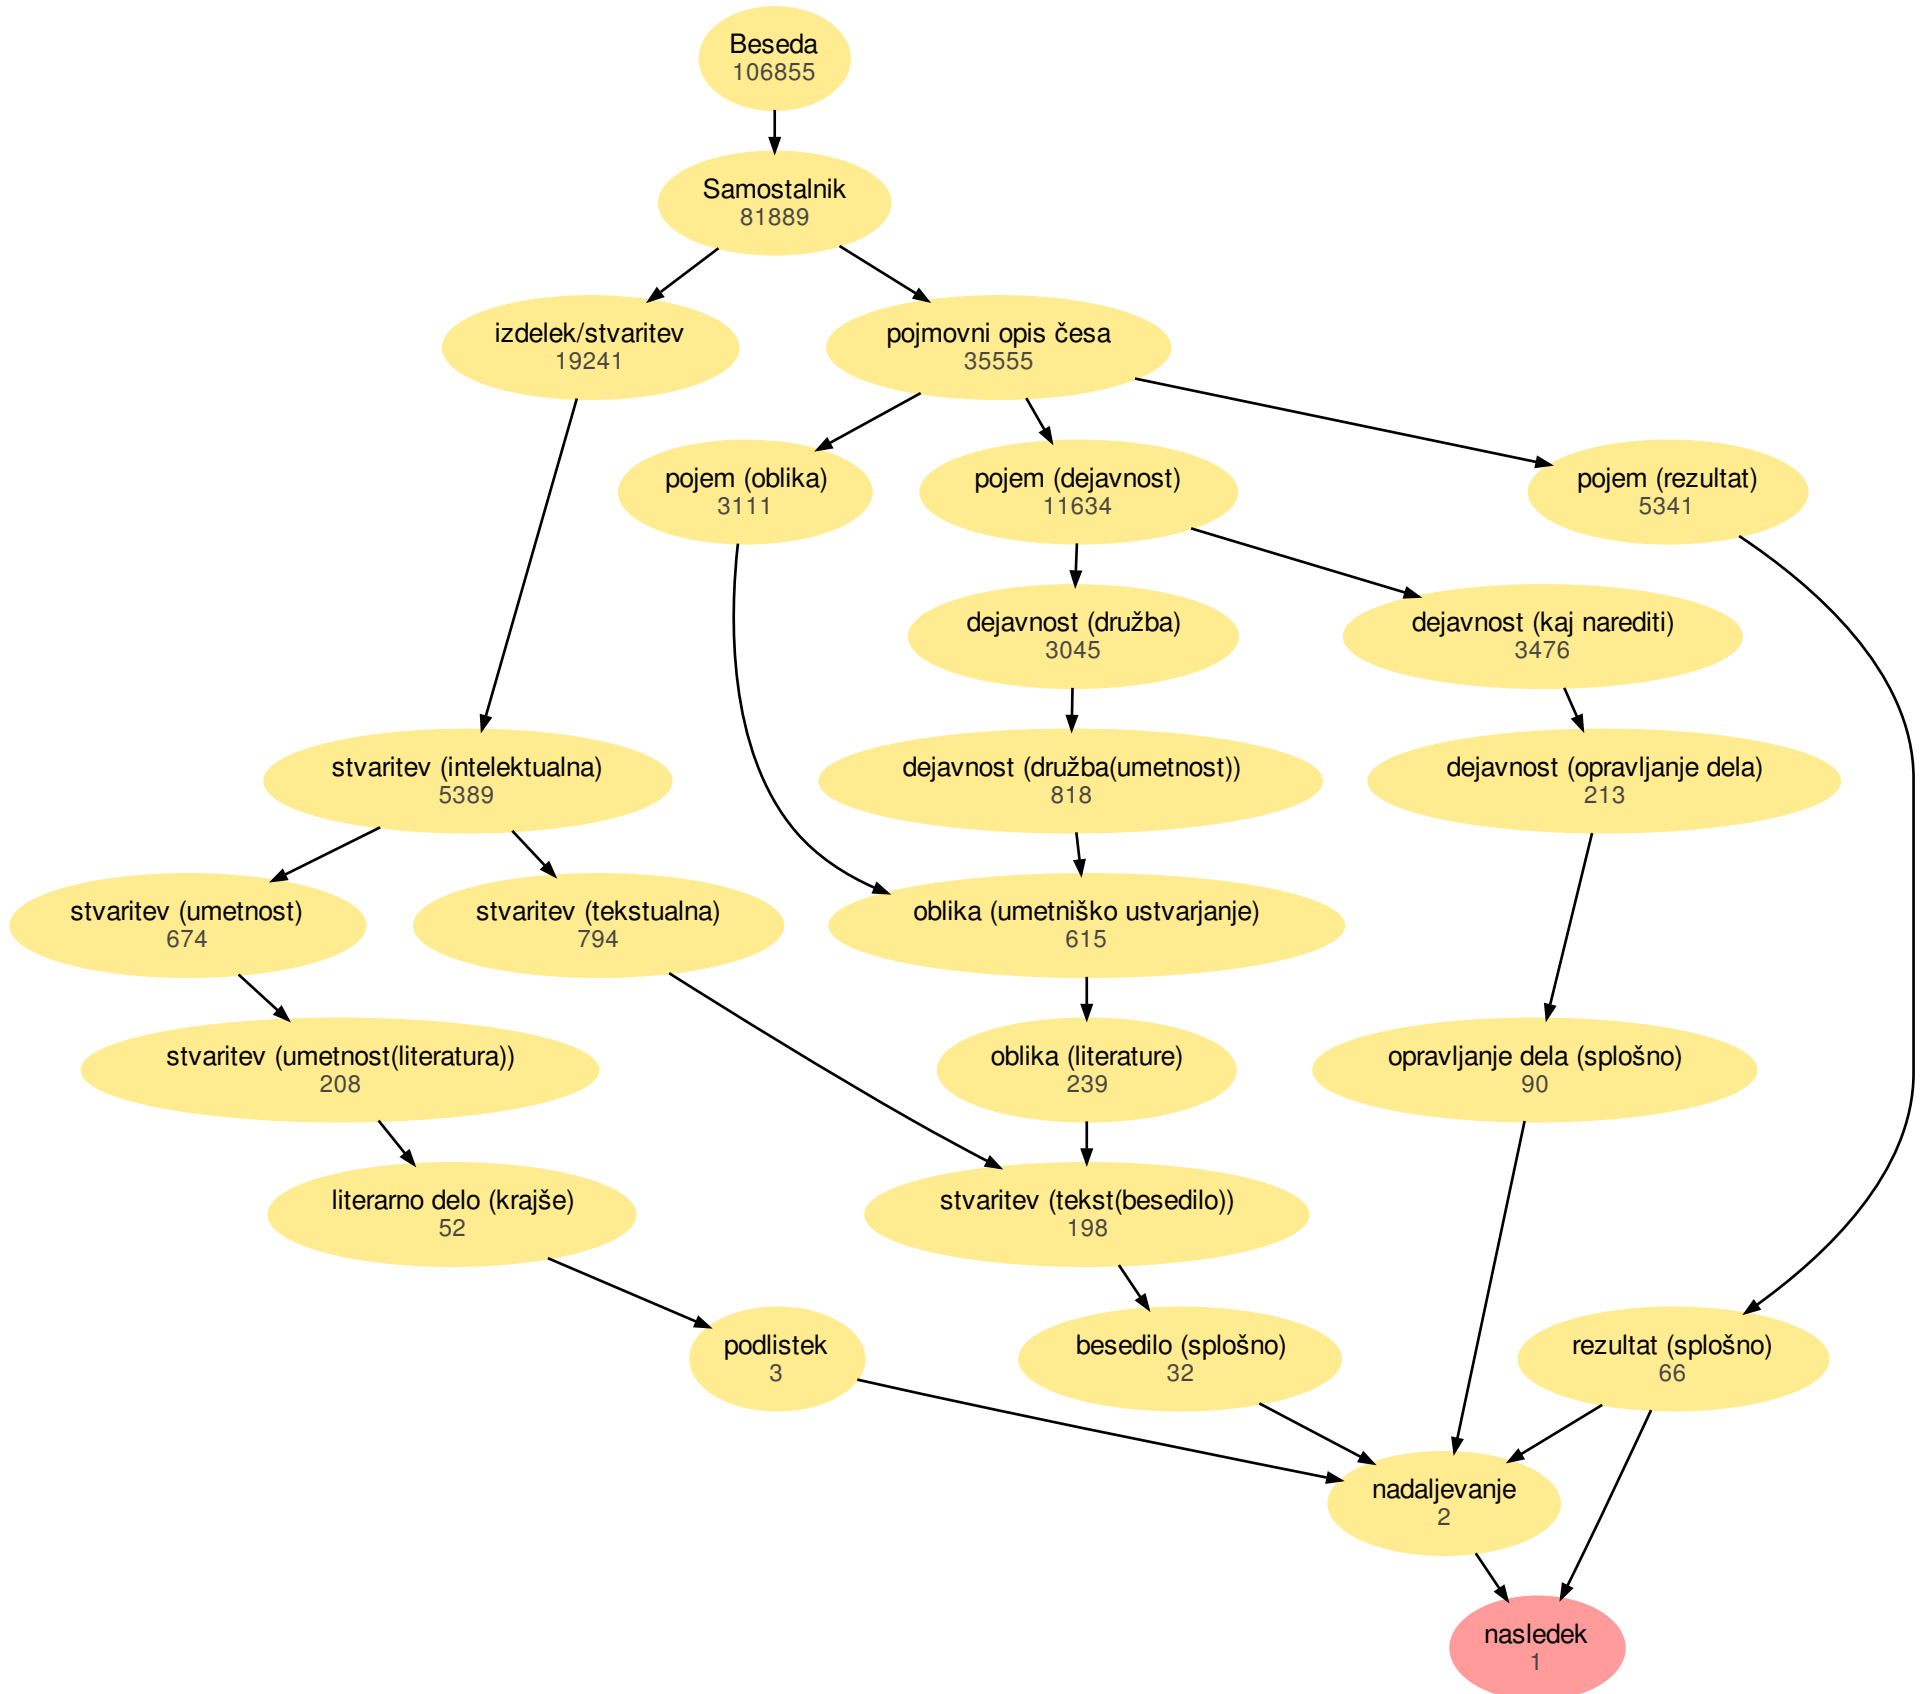 Beseda
106855
Samostalnik
81889
izdelek/stvaritev
19241
pojmovni opis česa
35555
pojem (oblika)
3111
pojem (dejavnost)
11634
pojem (rezultat)
5341
dejavnost (družba)
3045
dejavnost (kaj narediti)
3476
stvaritev (intelektualna)
5389
dejavnost (družba(umetnost))
818
dejavnost (opravljanje dela)
213
stvaritev (umetnost)
674
stvaritev (tekstualna)
794
oblika (umetniško ustvarjanje)
615
stvaritev (umetnost(literatura))
208
oblika (literature)
239
opravljanje dela (splošno)
90
literarno delo (krajše)
52
stvaritev (tekst(besedilo))
198
podlistek
3
besedilo (splošno)
32
rezultat (splošno)
66
nadaljevanje
2
nasledek
1